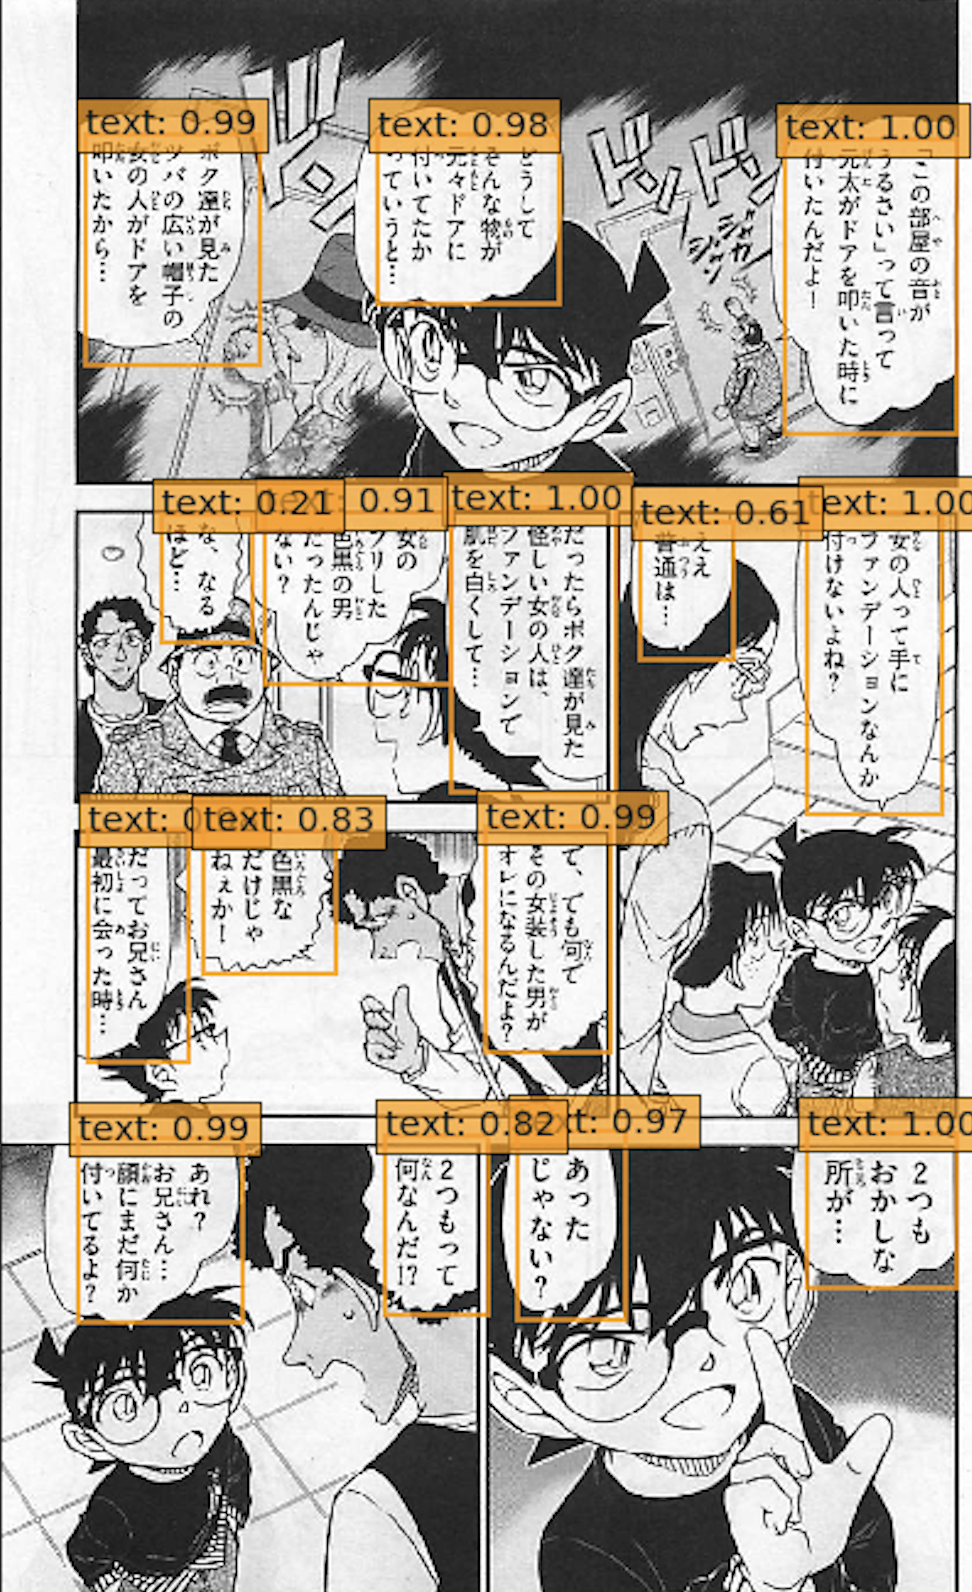 text: 1.00
「この部屋の音が
うるさい」って言って
元太がドアを叩いた時に
付いたんだよ！
ドン ドン
ジャカ
ジャン
text: 0.98
どうして
そんな物が
元々ドアに
付いてたか
っていうと…
text: 0.99
ボク達が見た
ツバの広い帽子の
女の人がドアを
叩いたから…
text: 1.00
女の人って手に
ファンデーションなんか
付けないよね？
text: 0.61
ええ
普通は…
text: 1.00
だったらボク達が見た
怪しい女の人は、
ファンデーションで
肌を白くして…
0.91
女の
フリした
色黒の男
だったんじゃ
ない？
text: 0.21
な、なる
ほど…
text: 0.99
で、でも何で
その女装した男が
オレになるんだよ？
text: 0.83
色黒な
だけじゃ
ねぇか！
text:
だってお兄さん
最初に会った時…
text: 1.00
2つも
おかしな
所が…
text: 0.97
あった
じゃない？
text: 0.82
2つもって
何なんだ!?
text: 0.99
あれ？
お兄さん…
顔にまだ何か
付いてるよ？